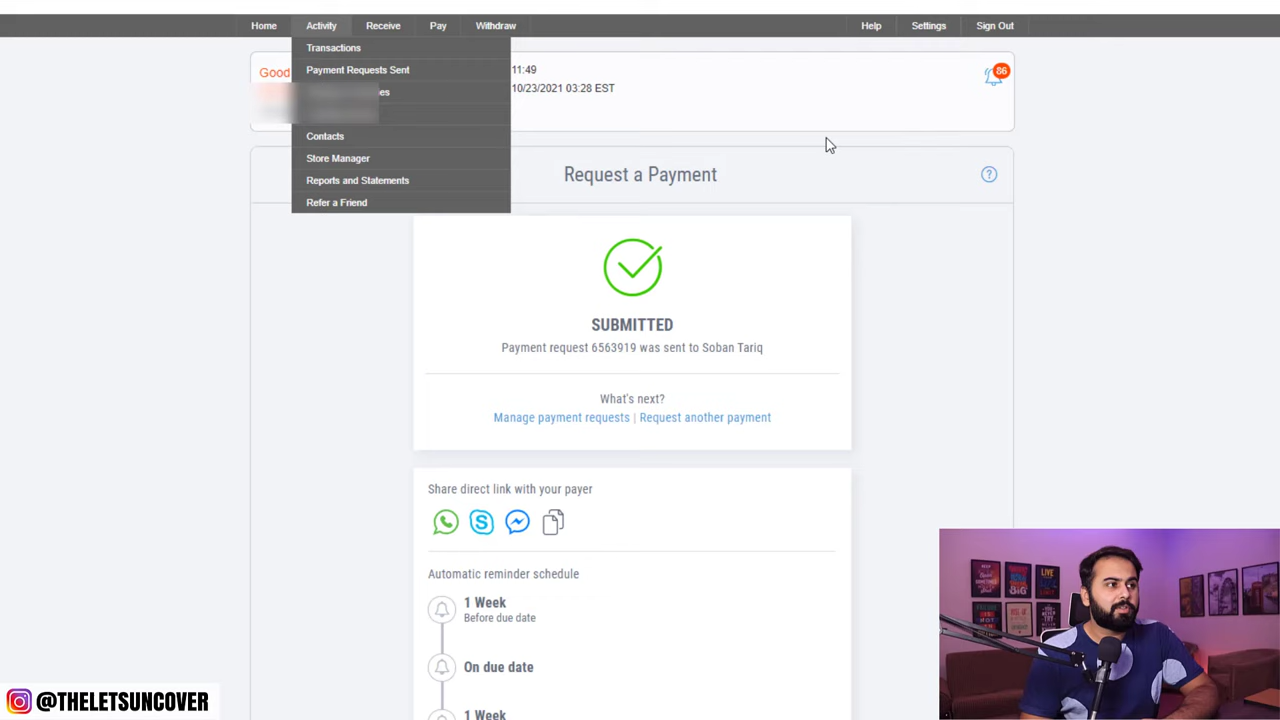 Home Activity Receive Pay Withdraw Help Settings Sign Out
Transactions
Good
11:49
86
Payment Requests Sent
10/23/2021 03:28 EST
Contacts
Store Manager
Request a Payment
?
Reports and Statements
Refer a Friend
SUBMITTED
Payment request 6563919 was sent to Soban Tariq
What's next?
Manage payment requests | Request another payment
Share direct link with your payer
Automatic reminder schedule
1 Week
Before due date
On due date
1 Week
@THELETSUNCOVER